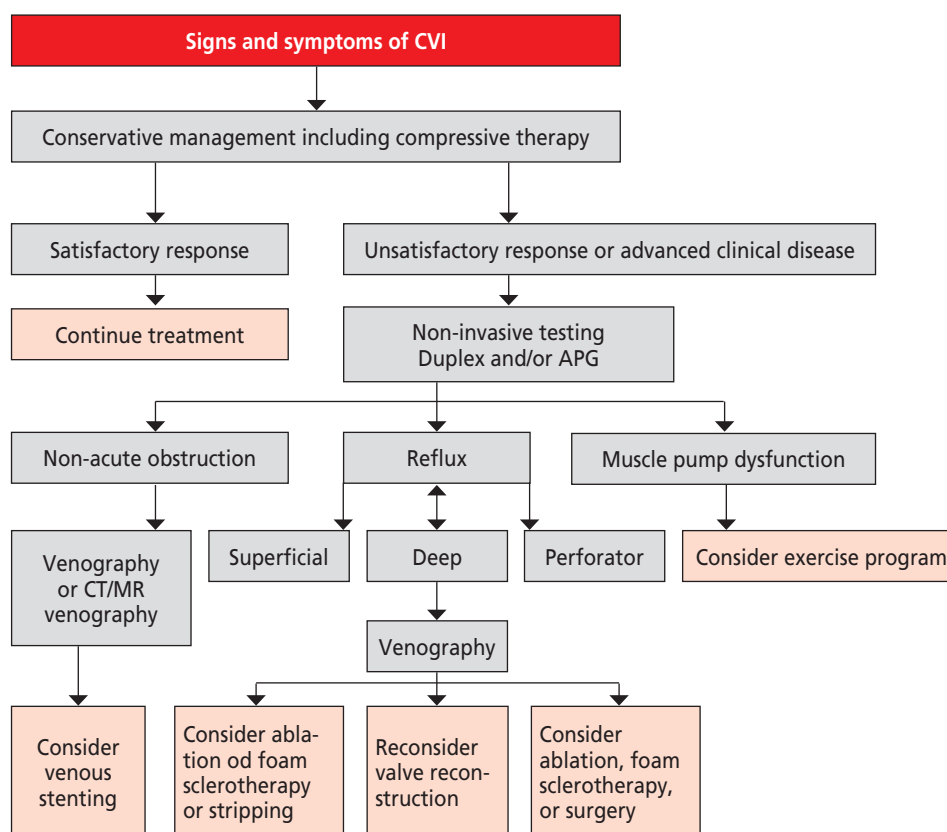 Signs and symptoms of CVI
Conservative management including compressive therapy
Satisfactory response
Unsatisfactory response or advanced clinical disease
Continue treatment
Non-invasive testing
Duplex and/or APG
Non-acute obstruction
Reflux
Muscle pump dysfunction
Venography
or CT/MR
venography
Superficial
Deep
Perforator
Consider exercise program
Venography
Consider
venous
stenting
Consider abla-
tion od foam
sclerotherapy
or stripping
Reconsider
valve recon-
struction
Consider
ablation, foam
sclerotherapy,
or surgery